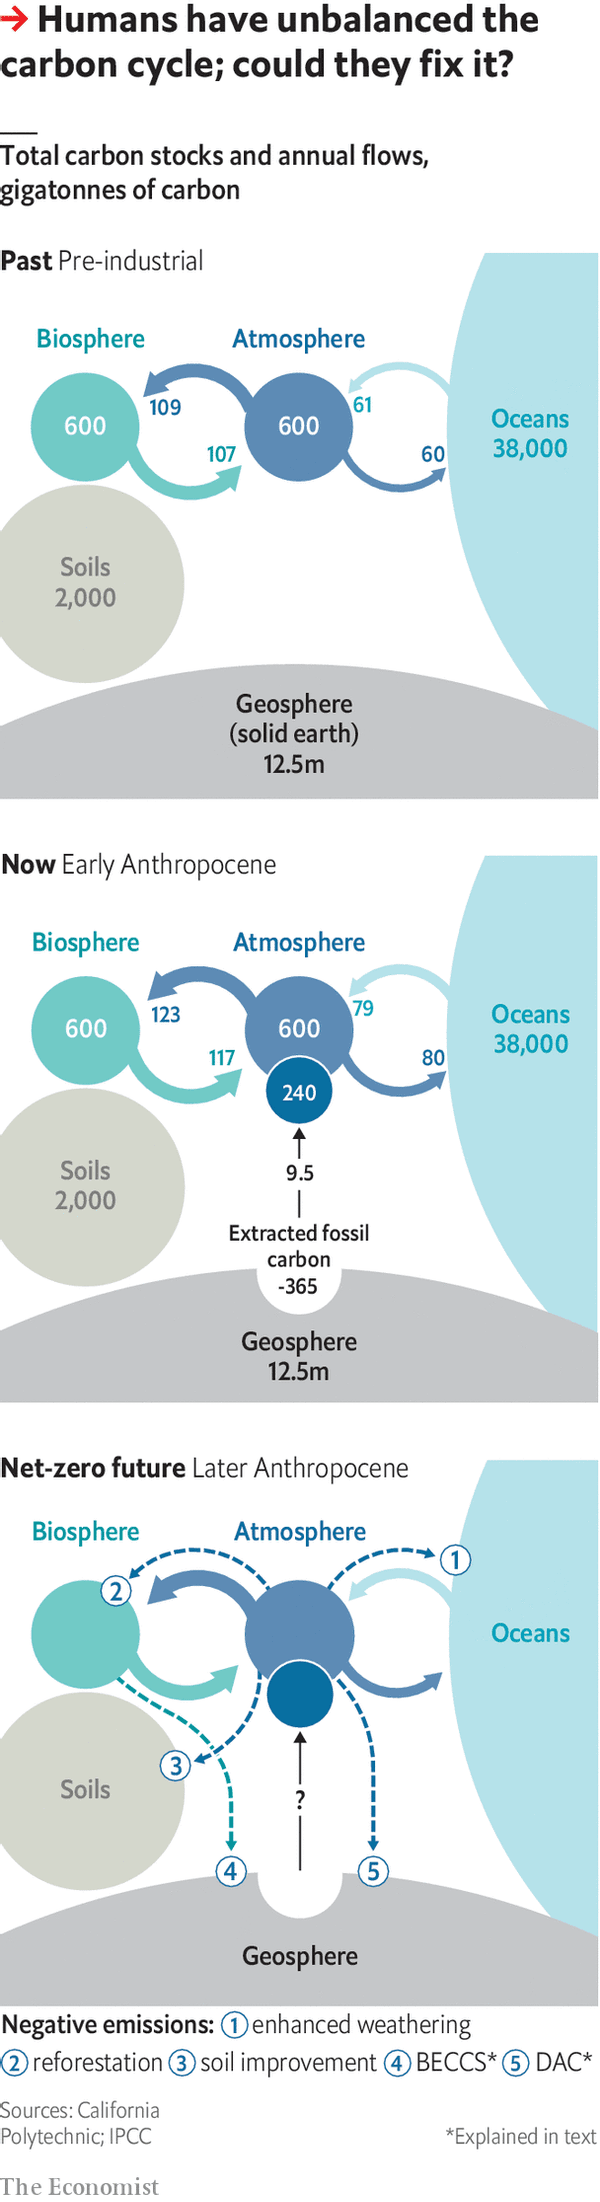 → Humans have unbalanced the
carbon cycle; could they fix it?
Total carbon stocks and annual flows,
gigatonnes of carbon
Past Pre-industrial
Biosphere
Atmosphere
600
109
107
600
61
60
Oceans
38,000
Soils
2,000
Geosphere
(solid earth)
12.5m
Now Early Anthropocene
Biosphere
Atmosphere
600
123
117
600
240
79
80
Oceans
38,000
Soils
2,000
9.5
Extracted fossil
carbon
-365
Geosphere
12.5m
Net-zero future Later Anthropocene
Biosphere
Atmosphere
1
2
Oceans
3
Soils
?
4
5
Geosphere
Negative emissions: 1 enhanced weathering
2 reforestation 3 soil improvement 4 BECCS* 5 DAC*
Sources: California
Polytechnic; IPCC
*Explained in text
The Economist